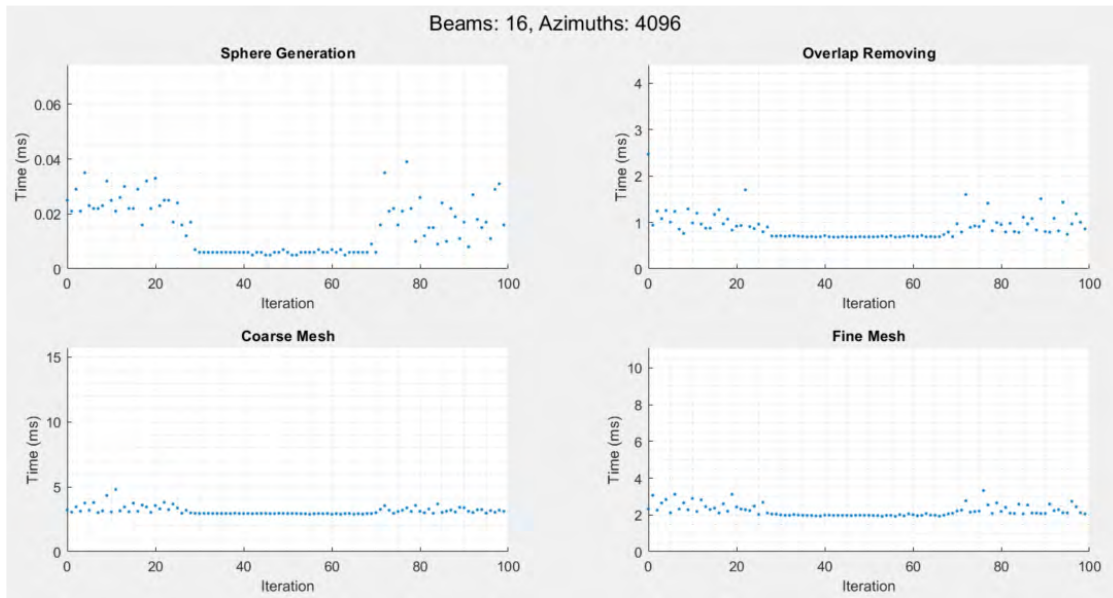 Beams: 16, Azimuths: 4096
Sphere Generation
Time (ms)
0.06
0.04
0.02
0
0 20 40 60 80 100
Iteration
Overlap Removing
Time (ms)
4
3
2
1
0
0 20 40 60 80 100
Iteration
Coarse Mesh
Time (ms)
15
10
5
0
0 20 40 60 80 100
Iteration
Fine Mesh
Time (ms)
10
8
6
4
2
0
0 20 40 60 80 100
Iteration